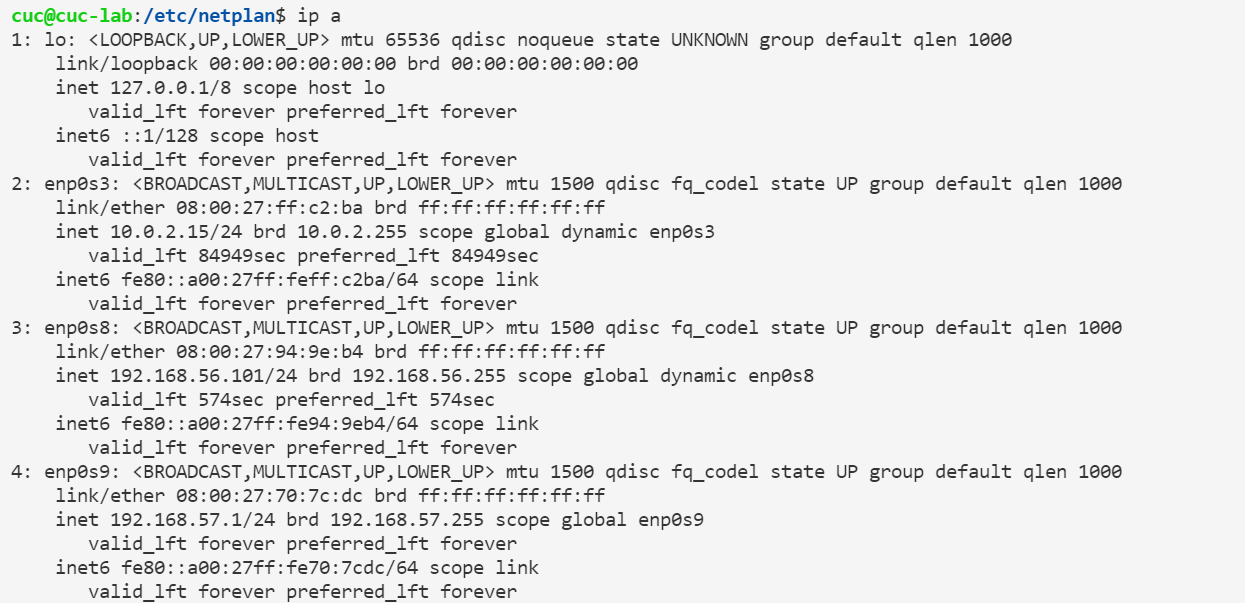 cuc@cuc-lab:/etc/netplan$ ip a
1: lo: <LOOPBACK,UP,LOWER_UP> mtu 65536 qdisc noqueue state UNKNOWN group default qlen 1000
    link/loopback 00:00:00:00:00:00 brd 00:00:00:00:00:00
    inet 127.0.0.1/8 scope host lo
       valid_lft forever preferred_lft forever
    inet6 ::1/128 scope host
       valid_lft forever preferred_lft forever
2: enp0s3: <BROADCAST,MULTICAST,UP,LOWER_UP> mtu 1500 qdisc fq_codel state UP group default qlen 1000
    link/ether 08:00:27:ff:c2:ba brd ff:ff:ff:ff:ff:ff
    inet 10.0.2.15/24 brd 10.0.2.255 scope global dynamic enp0s3
       valid_lft 84949sec preferred_lft 84949sec
    inet6 fe80::a00:27ff:feff:c2ba/64 scope link
       valid_lft forever preferred_lft forever
3: enp0s8: <BROADCAST,MULTICAST,UP,LOWER_UP> mtu 1500 qdisc fq_codel state UP group default qlen 1000
    link/ether 08:00:27:94:9e:b4 brd ff:ff:ff:ff:ff:ff
    inet 192.168.56.101/24 brd 192.168.56.255 scope global dynamic enp0s8
       valid_lft 574sec preferred_lft 574sec
    inet6 fe80::a00:27ff:fe94:9eb4/64 scope link
       valid_lft forever preferred_lft forever
4: enp0s9: <BROADCAST,MULTICAST,UP,LOWER_UP> mtu 1500 qdisc fq_codel state UP group default qlen 1000
    link/ether 08:00:27:70:7c:dc brd ff:ff:ff:ff:ff:ff
    inet 192.168.57.1/24 brd 192.168.57.255 scope global enp0s9
       valid_lft forever preferred_lft forever
    inet6 fe80::a00:27ff:fe70:7cdc/64 scope link
       valid_lft forever preferred_lft forever